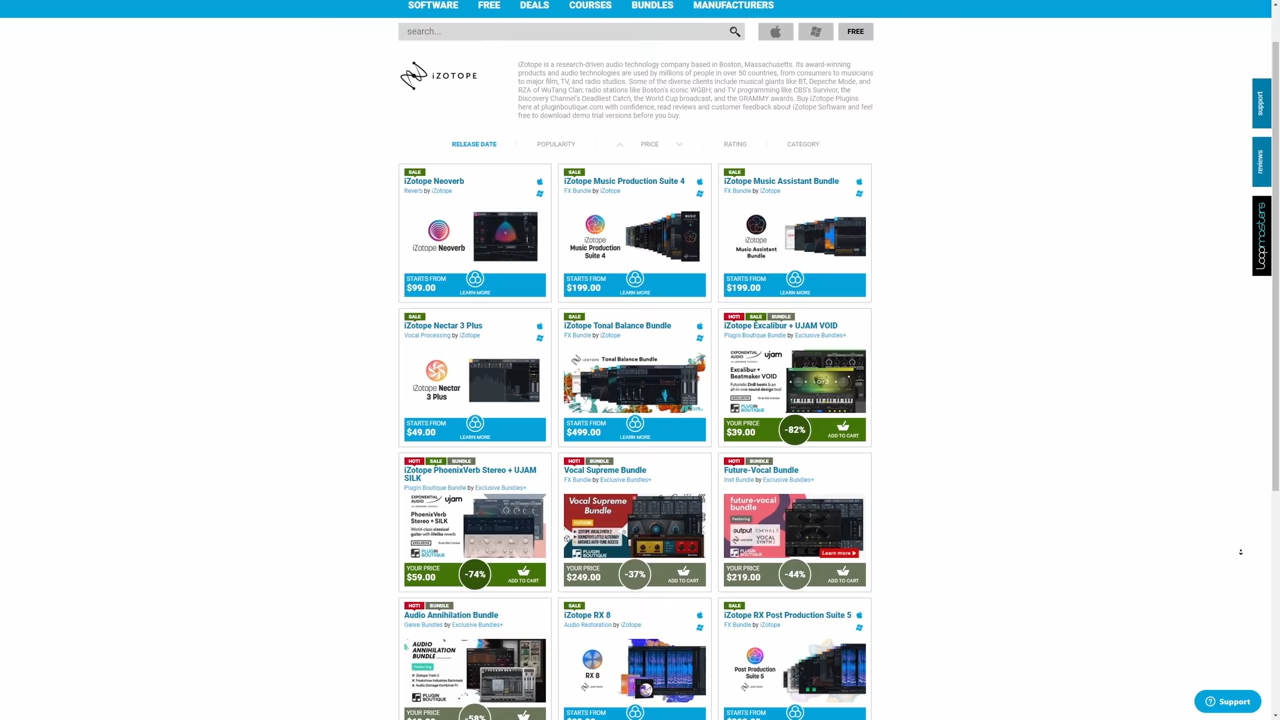 SOFTWARE FREE DEALS COURSES BUNDLES MANUFACTURERS
search... FREE
iZOTOPE
iZotope is a research-driven audio technology company based in Boston, Massachusetts. Its award-winning
products and audio technologies are used by millions of people in over 50 countries, from consumers to musicians
to major film, TV, and radio studios. Some of the diverse clients include musical giants like BT, Depeche Mode, and
RZA of WuTang Clan; radio stations like Boston's iconic WGBH; and TV programming like CBS's Survivor, the
Discovery Channel's Deadliest Catch, the World Cup broadcast, and the GRAMMY awards. Buy iZotope Plugins
here at pluginboutique.com with confidence, read reviews and customer feedback about iZotope Software and feel
free to download demo trial versions before you buy.
support
reviews
Loopmasters
RELEASE DATE POPULARITY PRICE RATING CATEGORY
SALE
iZotope Neoverb
Reverb by iZotope
iZotope Neoverb
STARTS FROM
$99.00
LEARN MORE
SALE
iZotope Music Production Suite 4
FX Bundle by iZotope
iZotope
Music Production
Suite 4
STARTS FROM
$199.00
LEARN MORE
SALE
iZotope Music Assistant Bundle
FX Bundle by iZotope
iZotope
Music Assistant
Bundle
STARTS FROM
$199.00
LEARN MORE
SALE
iZotope Nectar 3 Plus
Vocal Processing by iZotope
iZotope Nectar
3 Plus
STARTS FROM
$49.00
LEARN MORE
SALE
iZotope Tonal Balance Bundle
FX Bundle by iZotope
iZOTOPE Tonal Balance Bundle
STARTS FROM
$499.00
LEARN MORE
HOT! SALE BUNDLE
iZotope Excalibur + UJAM VOID
Plugin Boutique Bundle by Exclusive Bundles+
EXPONENTIAL AUDIO ujam
Excalibur +
Beatmaker VOID
EXCLUSIVE
PLUGIN BOUTIQUE
YOUR PRICE
$39.00
-82%
ADD TO CART
HOT! SALE BUNDLE
iZotope PhoenixVerb Stereo + UJAM
SILK
Plugin Boutique Bundle by Exclusive Bundles+
EXPONENTIAL AUDIO ujam
PhoenixVerb
Stereo + SILK
World-class classical
guitar with lifelike reverb
EXCLUSIVE
PLUGIN BOUTIQUE
YOUR PRICE
$59.00
-74%
ADD TO CART
HOT! BUNDLE
Vocal Supreme Bundle
FX Bundle by Exclusive Bundles+
Vocal Supreme
Bundle
PLUGIN BOUTIQUE
YOUR PRICE
$249.00
-37%
ADD TO CART
HOT! BUNDLE
Future-Vocal Bundle
Inst Bundle by Exclusive Bundles+
future-vocal
bundle
Featuring
output EXHALE
VOCAL SYNTH 2
PLUGIN BOUTIQUE
Learn more
YOUR PRICE
$219.00
-44%
ADD TO CART
HOT! BUNDLE
Audio Annihilation Bundle
Genre Bundles by Exclusive Bundles+
AUDIO
ANNIHILATION
BUNDLE
Featuring
PLUGIN BOUTIQUE
YOUR PRICE
-58%
SALE
iZotope RX 8
Audio Restoration by iZotope
RX 8
iZOTOPE
STARTS FROM
SALE
iZotope RX Post Production Suite 5
FX Bundle by iZotope
Post Production
Suite 5
iZOTOPE
STARTS FROM
Support